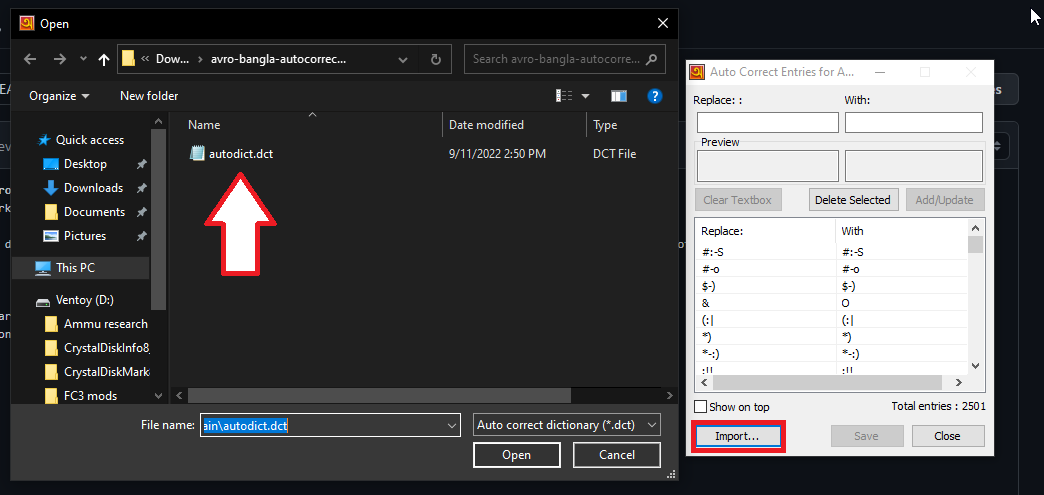 Open
Dow... › avro-bangla-autocorrec...
Search avro-bangla-autocorre...
Organize
New folder
Name
Date modified
Type
autodict.dct
9/11/2022 2:50 PM
DCT File
Quick access
Desktop
Downloads
Documents
Pictures
This PC
Ventoy (D:)
Ammu research
CrystalDiskInfo8_
CrystalDiskMark
FC3 mods
File name:
ain\autodict.dct
Auto correct dictionary (*.dct)
Open
Cancel
Auto Correct Entries for A...
Replace: :
With:
Preview
Clear Textbox
Delete Selected
Add/Update
Replace:
With
#:-S
#:-S
#-o
#-o
$-)
$-)
&
O
(:|
(:|
*)
*)
*-:)
*-:)
Show on top
Total entries : 2501
Import...
Save
Close